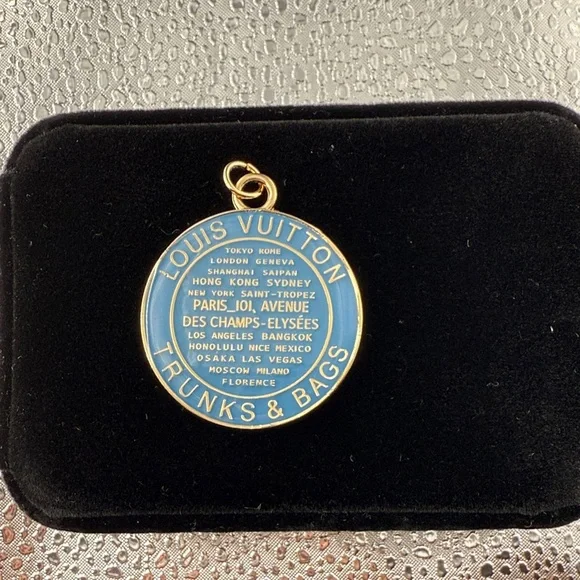 LOUIS VUITTON
TOKYO ROME
LONDON GENEVA
SHANGHAI SAIPAN
HONG KONG SYDNEY
NEW YORK SAINT-TROPEZ
PARIS_101, AVENUE
DES CHAMPS-ELYSÉES
LOS ANGELES BANGKOK
HONOLULU NICE MEXICO
OSAKA LAS VEGAS
MOSCOW MILANO
FLORENCE
TRUNKS & BAGS